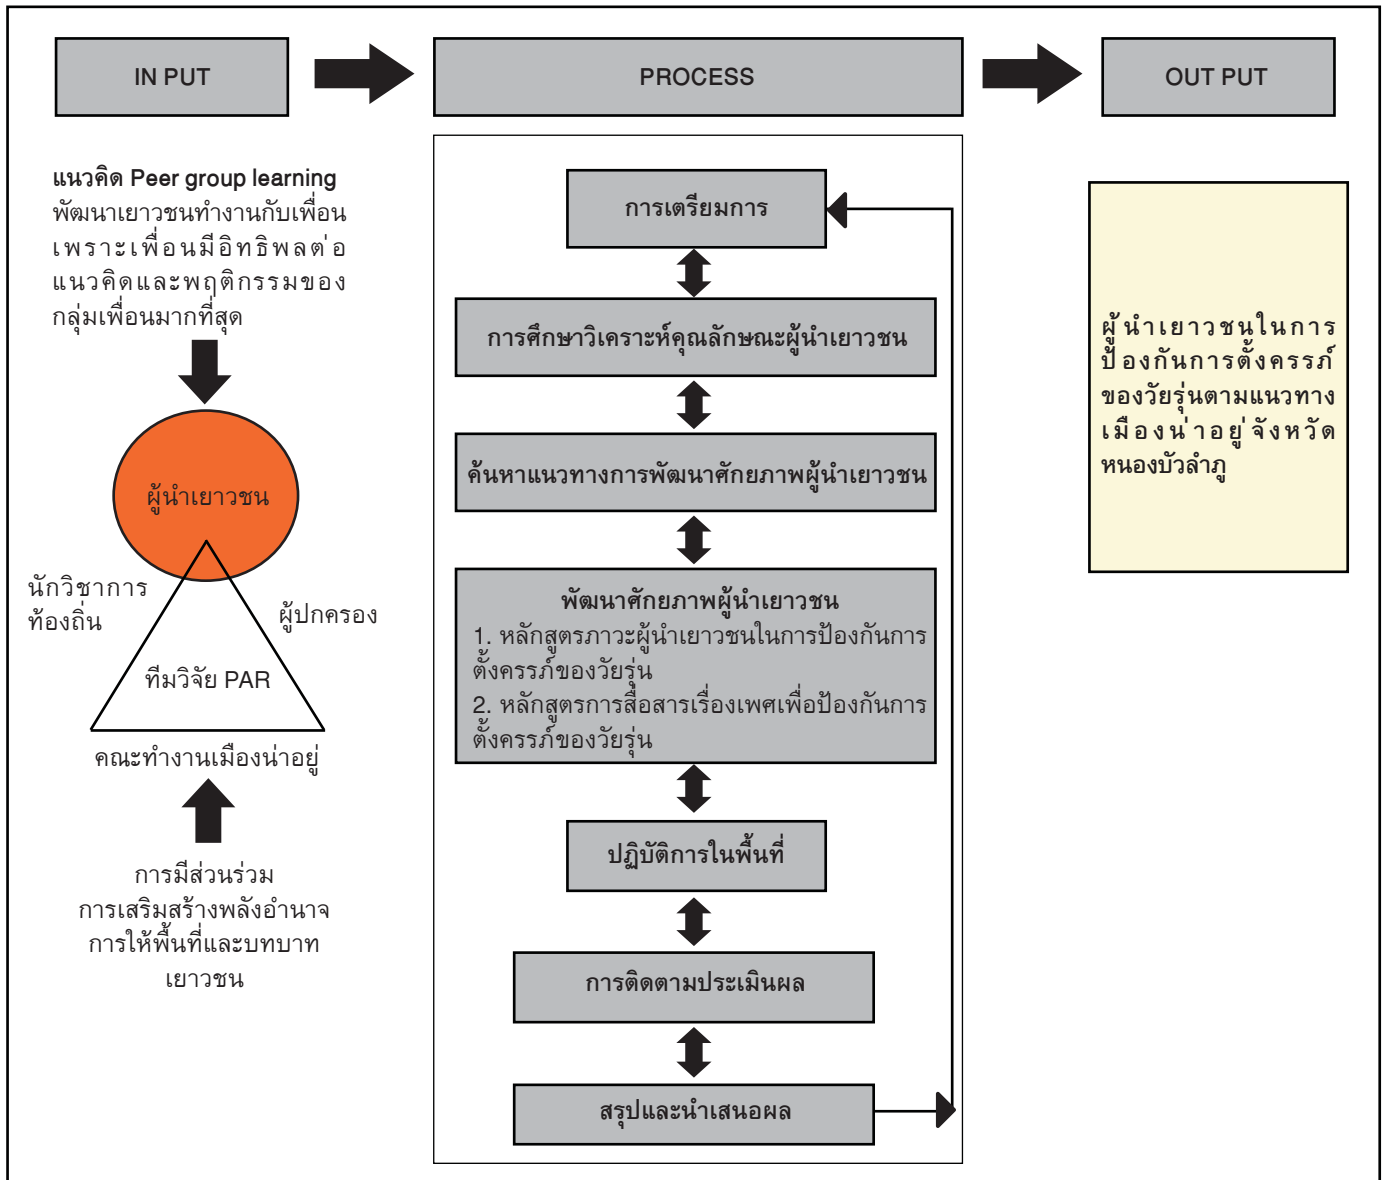 IN PUT
PROCESS
OUT PUT
แนวคิด Peer group learning
พัฒนาเยาวชนทำงานกับเพื่อน
เพราะเพื่อนมีอิทธิพลต่อ
แนวคิดและพฤติกรรมของ
กลุ่มเพื่อนมากที่สุด
ผู้นำเยาวชน
นักวิชาการ
ท้องถิ่น
ผู้ปกครอง
ทีมวิจัย PAR
คณะทำงานเมืองน่าอยู่
การมีส่วนร่วม
การเสริมสร้างพลังอำนาจ
การให้พื้นที่และบทบาท
เยาวชน
การเตรียมการ
การศึกษาวิเคราะห์คุณลักษณะผู้นำเยาวชน
ค้นหาแนวทางการพัฒนาศักยภาพผู้นำเยาวชน
พัฒนาศักยภาพผู้นำเยาวชน
1. หลักสูตรภาวะผู้นำเยาวชนในการป้องกันการ
ตั้งครรภ์ของวัยรุ่น
2. หลักสูตรการสื่อสารเรื่องเพศเพื่อป้องกันการ
ตั้งครรภ์ของวัยรุ่น
ปฏิบัติการในพื้นที่
การติดตามประเมินผล
สรุปและนำเสนอผล
ผู้นำเยาวชนในการ
ป้องกันการตั้งครรภ์
ของวัยรุ่นตามแนวทาง
เมืองน่าอยู่จังหวัด
หนองบัวลำภู